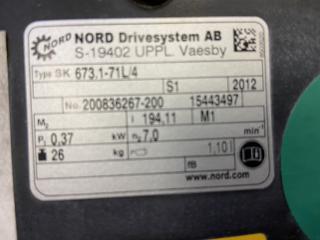 NORD NORD Drivesystem AB
S-19402 UPPL. Vaesby
Type SK 673.1-71L/4
S1 2012
No. 200836267-200 15443497
M₂ i 194,11 M1
P₁ 0,37 kW n₂ 7,0 min⁻¹
26 kg 1,10 l
fB
www.nord.com